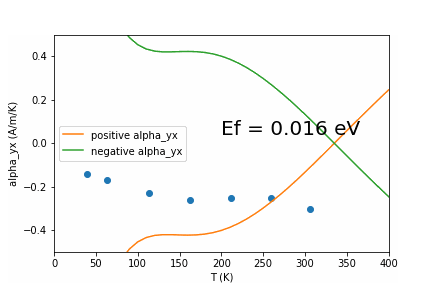 0.4
0.2
0.0
−0.2
−0.4
alpha_yx (A/m/K)
Ef = 0.016 eV
positive alpha_yx
negative alpha_yx
0 50 100 150 200 250 300 350 400
T (K)